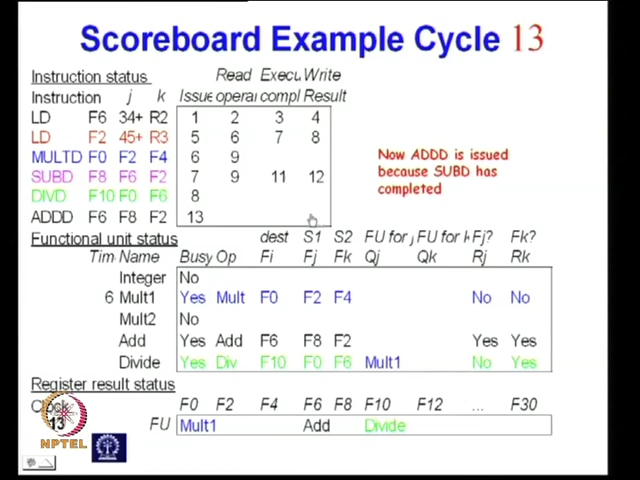 Scoreboard Example Cycle 13
Instruction status Read Execu Write
Instruction j k Issue operan compl Result
LD F6 34+ R2 1 2 3 4
LD F2 45+ R3 5 6 7 8
MULTD F0 F2 F4 6 9
SUBD F8 F6 F2 7 9 11 12
DIVD F10 F0 F6 8
ADDD F6 F8 F2 13
Now ADDD is issued
because SUBD has
completed
Functional unit status dest S1 S2 FU for j FU for k Fj? Fk?
Tim Name Busy Op Fi Fj Fk Qj Qk Rj Rk
Integer No
6 Mult1 Yes Mult F0 F2 F4 No No
Mult2 No
Add Yes Add F6 F8 F2 Yes Yes
Divide Yes Div F10 F0 F6 Mult1 No Yes
Register result status
Clock F0 F2 F4 F6 F8 F10 F12 ... F30
13 FU Mult1 Add Divide
NPTEL